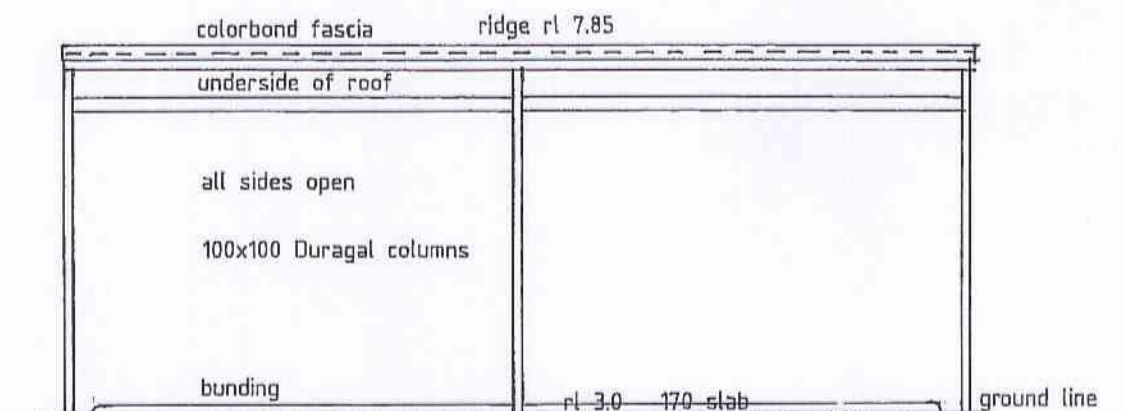 colorbond fascia ridge rl 7.85
underside of roof
all sides open
100x100 Duragal columns
bunding
rl 3.0 170 slab
ground line